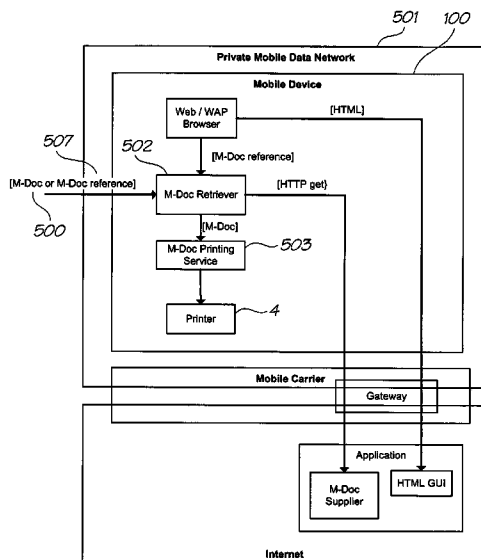 501
100
Private Mobile Data Network
Mobile Device
Web / WAP
Browser
[HTML]
507
502
[M-Doc reference]
[M-Doc or M-Doc reference]
M-Doc Retriever
[HTTP get}
500
[M-Doc]
503
M-Doc Printing
Service
4
Printer
Mobile Carrier
Gateway
Application
M-Doc
Supplier
HTML GUI
Internet